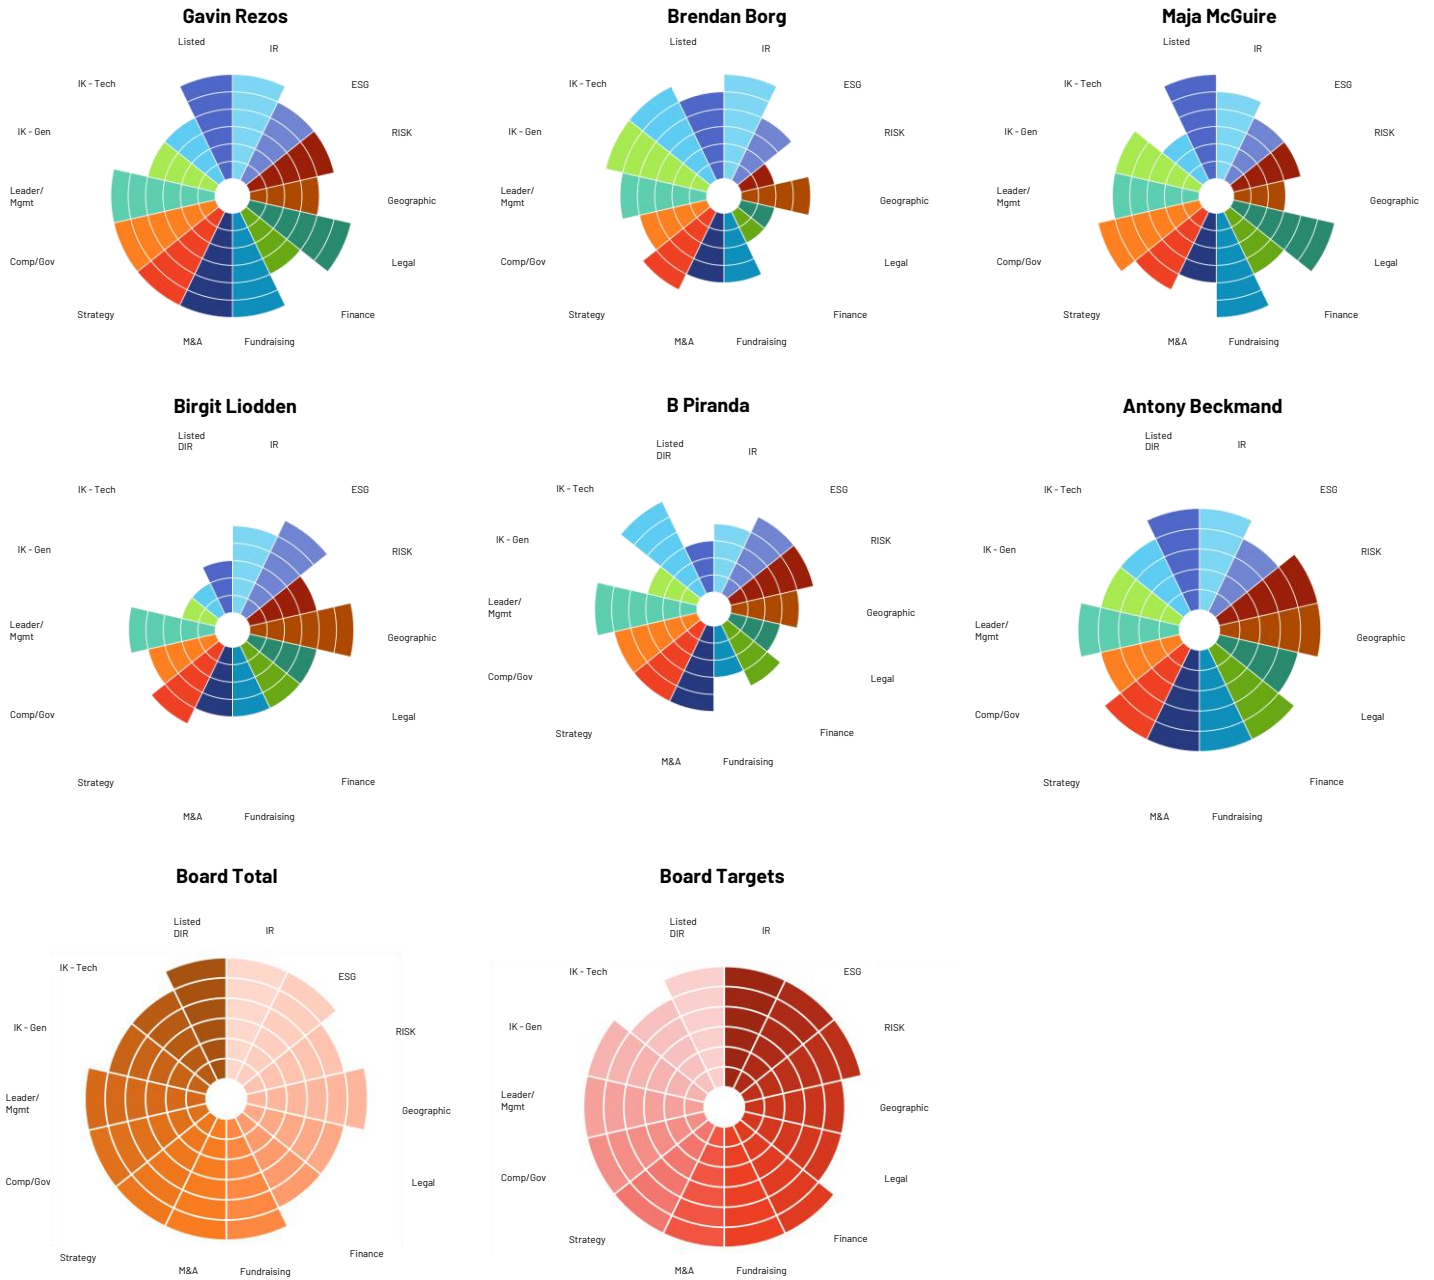 Gavin Rezos
Listed
IR
IK - Tech
ESG
IK - Gen
RISK
Leader/
Mgmt
Geographic
Comp/Gov
Legal
Strategy
Finance
M&A
Fundraising
Brendan Borg
Listed
IR
IK - Tech
ESG
IK - Gen
RISK
Leader/
Mgmt
Geographic
Comp/Gov
Legal
Strategy
Finance
M&A
Fundraising
Maja McGuire
Listed
IR
IK - Tech
ESG
IK - Gen
RISK
Leader/
Mgmt
Geographic
Comp/Gov
Legal
Strategy
Finance
M&A
Fundraising
Birgit Liodden
Listed
DIR
IR
IK - Tech
ESG
IK - Gen
RISK
Leader/
Mgmt
Geographic
Comp/Gov
Legal
Strategy
Finance
M&A
Fundraising
B Piranda
Listed
DIR
IR
IK - Tech
ESG
IK - Gen
RISK
Leader/
Mgmt
Geographic
Comp/Gov
Legal
Strategy
Finance
M&A
Fundraising
Antony Beckmand
Listed
DIR
IR
IK - Tech
ESG
IK - Gen
RISK
Leader/
Mgmt
Geographic
Comp/Gov
Legal
Strategy
Finance
M&A
Fundraising
Board Total
Listed
DIR
IR
IK - Tech
ESG
IK - Gen
RISK
Leader/
Mgmt
Geographic
Comp/Gov
Legal
Strategy
Finance
M&A
Fundraising
Board Targets
Listed
DIR
IR
IK - Tech
ESG
IK - Gen
RISK
Leader/
Mgmt
Geographic
Comp/Gov
Legal
Strategy
Finance
M&A
Fundraising